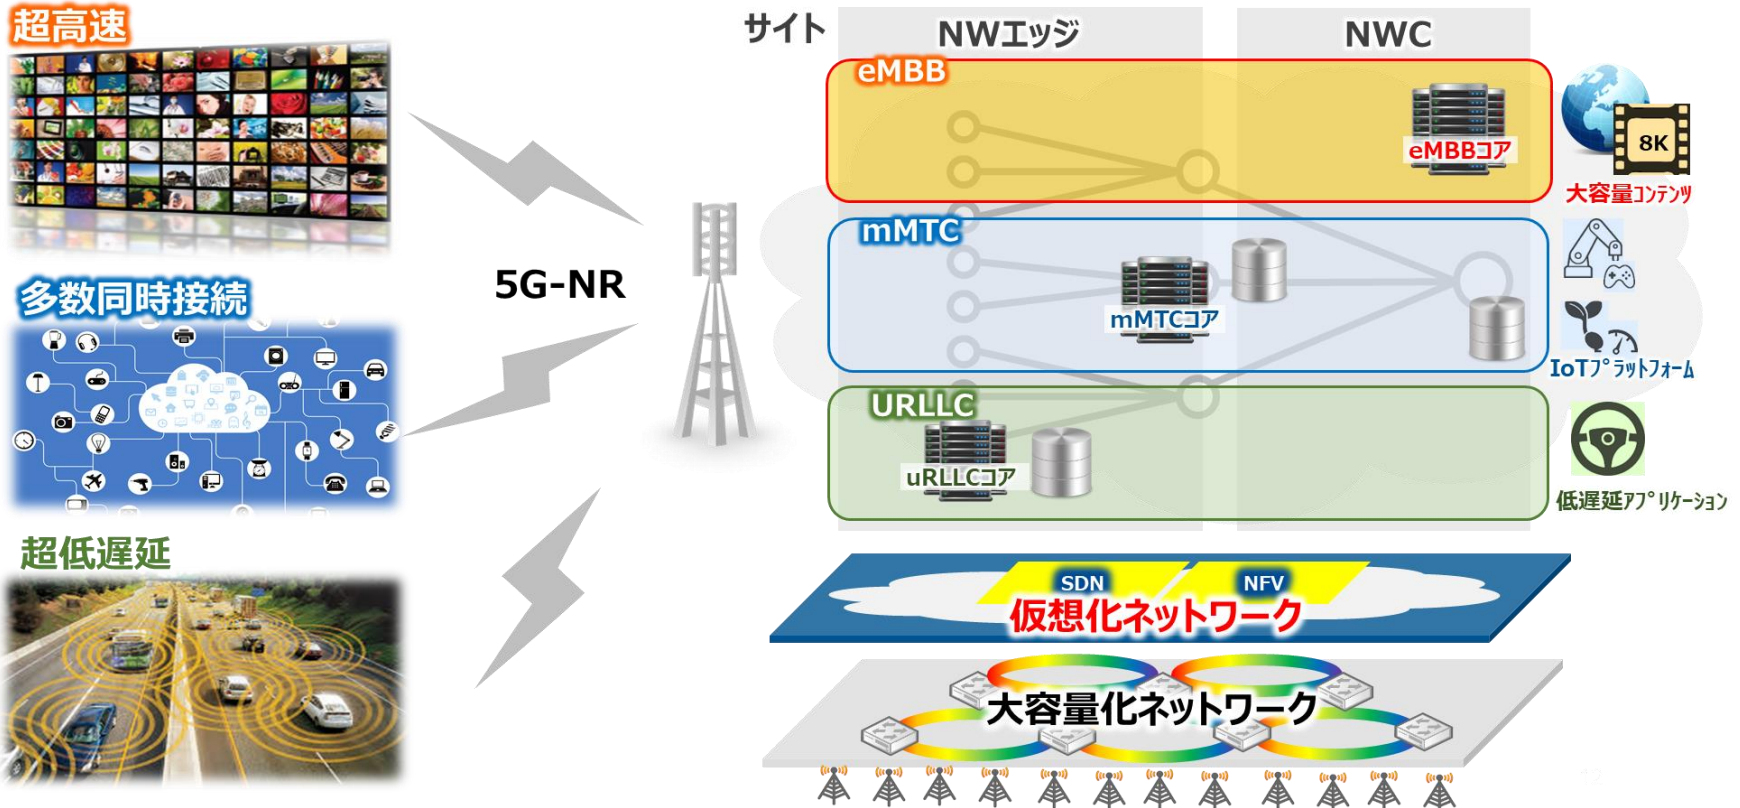 超高速
サイト
NWエッジ
NWC
eMBB
eMBBコア
8K
大容量コンテンツ
多数同時接続
5G-NR
mMTC
mMTCコア
IoTプラットフォーム
URLLC
uRLLCコア
低遅延アプリケーション
超低遅延
SDN
NFV
仮想化ネットワーク
大容量化ネットワーク